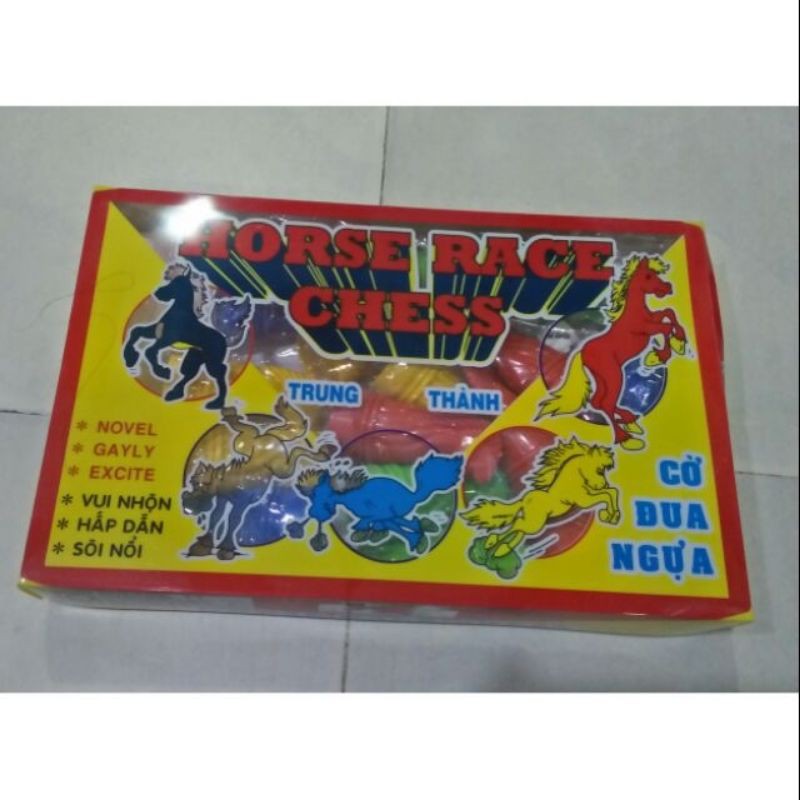 HORSE RACE
CHESS
TRUNG THÀNH
* NOVEL
* GAYLY
* EXCITE
* VUI NHỘN
* HẤP DẪN
* SÔI NỔI
CỜ
ĐUA
NGỰA